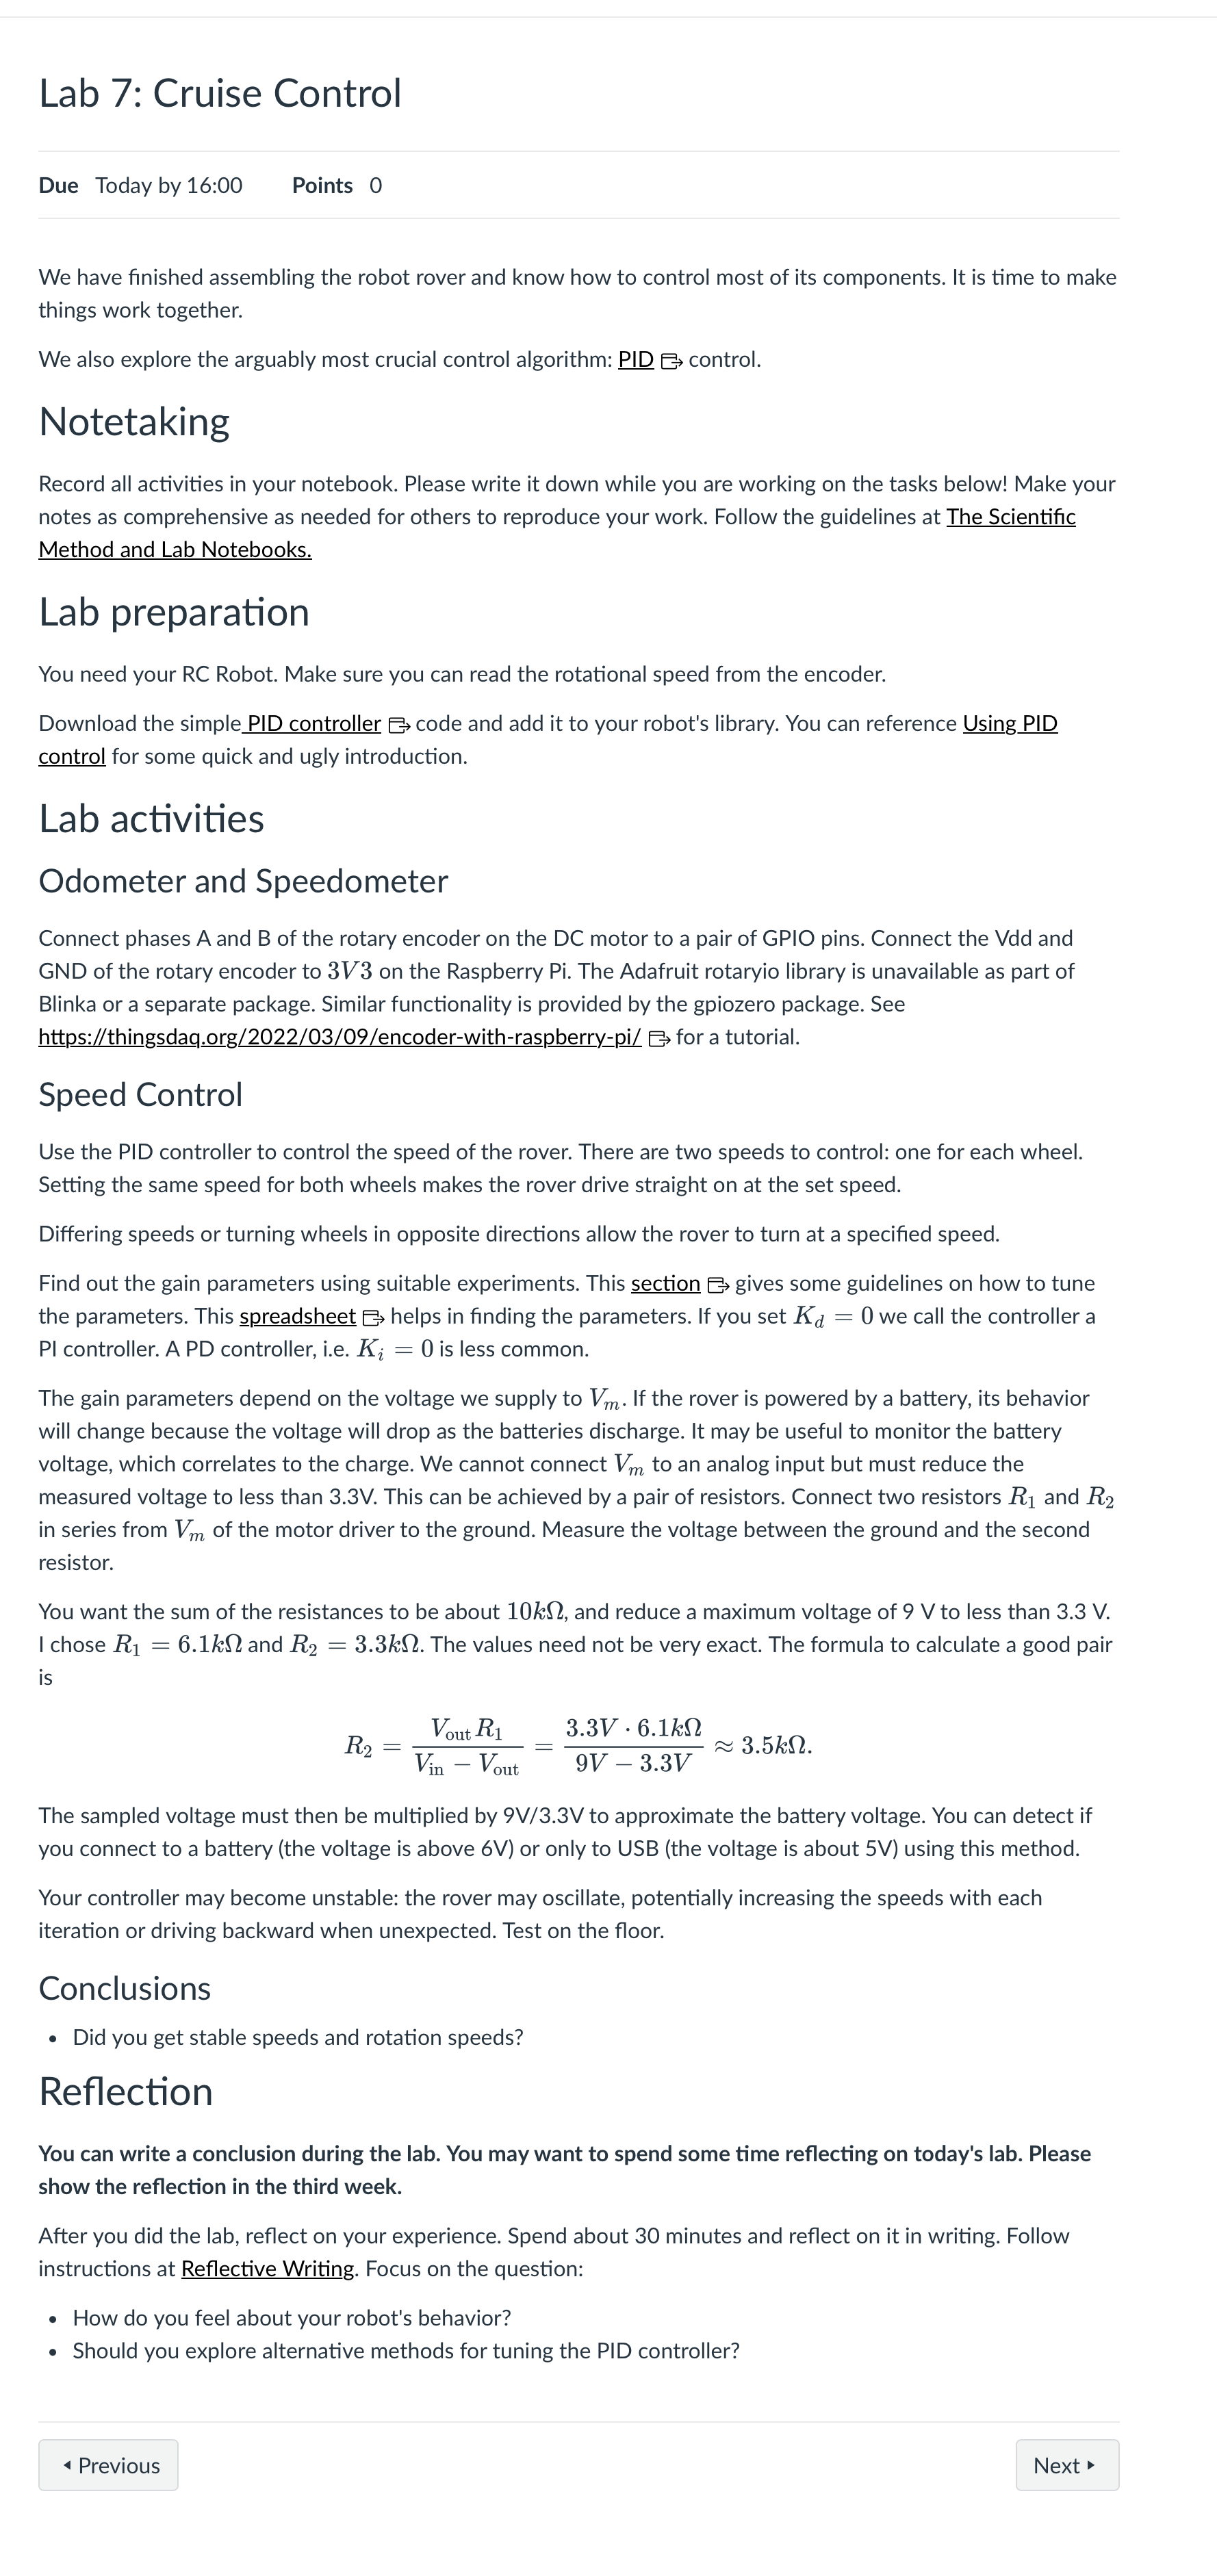 Lab 7: Cruise Control
Due Today by 16:00 Points 0
We have finished assembling the robot rover and know how to control most of its components. It is time to make
things work together.
We also explore the arguably most crucial control algorithm: PID control.
Notetaking
Record all activities in your notebook. Please write it down while you are working on the tasks below! Make your
notes as comprehensive as needed for others to reproduce your work. Follow the guidelines at The Scientific
Method and Lab Notebooks.
Lab preparation
You need your RC Robot. Make sure you can read the rotational speed from the encoder.
Download the simple PID controller code and add it to your robot's library. You can reference Using PID
control for some quick and ugly introduction.
Lab activities
Odometer and Speedometer
Connect phases A and B of the rotary encoder on the DC motor to a pair of GPIO pins. Connect the Vdd and
GND of the rotary encoder to 3V3 on the Raspberry Pi. The Adafruit rotaryio library is unavailable as part of
Blinka or a separate package. Similar functionality is provided by the gpiozero package. See
https://thingsdaq.org/2022/03/09/encoder-with-raspberry-pi/ for a tutorial.
Speed Control
Use the PID controller to control the speed of the rover. There are two speeds to control: one for each wheel.
Setting the same speed for both wheels makes the rover drive straight on at the set speed.
Differing speeds or turning wheels in opposite directions allow the rover to turn at a specified speed.
Find out the gain parameters using suitable experiments. This section gives some guidelines on how to tune
the parameters. This spreadsheet helps in finding the parameters. If you set K_d = 0 we call the controller a
PI controller. A PD controller, i.e. K_i = 0 is less common.
The gain parameters depend on the voltage we supply to V_m. If the rover is powered by a battery, its behavior
will change because the voltage will drop as the batteries discharge. It may be useful to monitor the battery
voltage, which correlates to the charge. We cannot connect V_m to an analog input but must reduce the
measured voltage to less than 3.3V. This can be achieved by a pair of resistors. Connect two resistors R_1 and R_2
in series from V_m of the motor driver to the ground. Measure the voltage between the ground and the second
resistor.
You want the sum of the resistances to be about 10kΩ, and reduce a maximum voltage of 9 V to less than 3.3 V.
I chose R_1 = 6.1kΩ and R_2 = 3.3kΩ. The values need not be very exact. The formula to calculate a good pair
is
R_2 = V_out R_1 / (V_in − V_out) = 3.3V · 6.1kΩ / (9V − 3.3V) ≈ 3.5kΩ.
The sampled voltage must then be multiplied by 9V/3.3V to approximate the battery voltage. You can detect if
you connect to a battery (the voltage is above 6V) or only to USB (the voltage is about 5V) using this method.
Your controller may become unstable: the rover may oscillate, potentially increasing the speeds with each
iteration or driving backward when unexpected. Test on the floor.
Conclusions
• Did you get stable speeds and rotation speeds?
Reflection
You can write a conclusion during the lab. You may want to spend some time reflecting on today's lab. Please
show the reflection in the third week.
After you did the lab, reflect on your experience. Spend about 30 minutes and reflect on it in writing. Follow
instructions at Reflective Writing. Focus on the question:
• How do you feel about your robot's behavior?
• Should you explore alternative methods for tuning the PID controller?
Previous Next